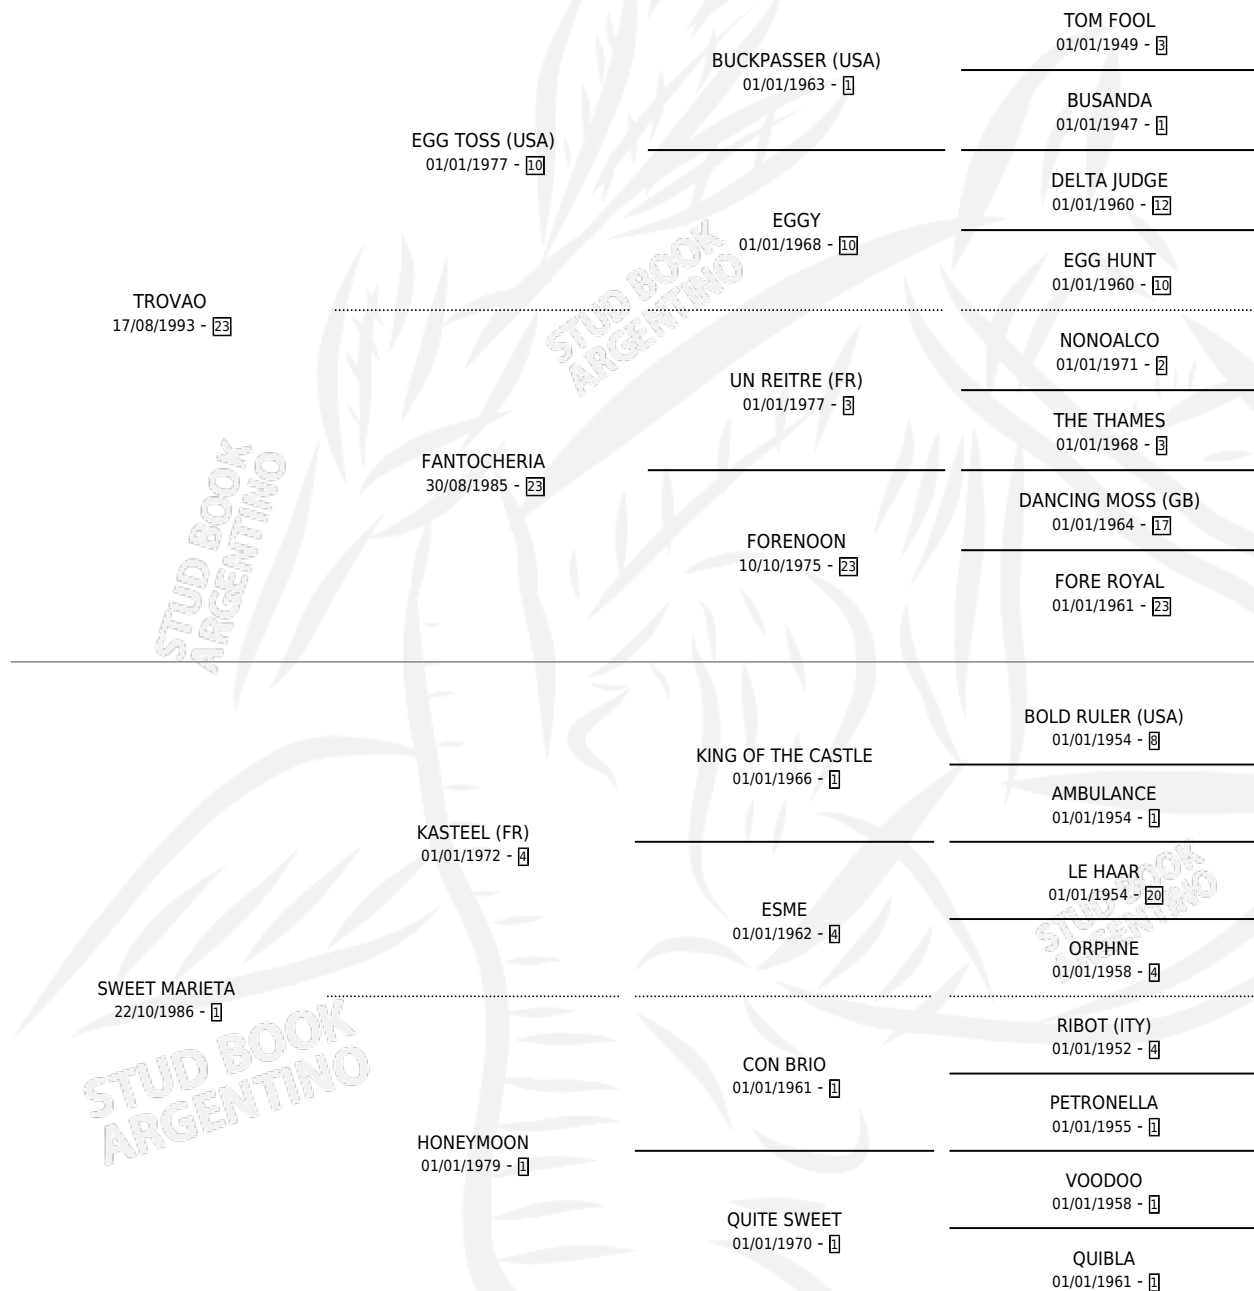 TOM FOOL
01/01/1949 - 3
BUCKPASSER (USA)
01/01/1963 - 1
BUSANDA
01/01/1947 - 1
EGG TOSS (USA)
01/01/1977 - 10
DELTA JUDGE
01/01/1960 - 12
EGGY
01/01/1968 - 10
EGG HUNT
01/01/1960 - 10
TROVAO
17/08/1993 - 23
NONOALCO
01/01/1971 - 2
UN REITRE (FR)
01/01/1977 - 3
THE THAMES
01/01/1968 - 3
FANTOCHERIA
30/08/1985 - 23
DANCING MOSS (GB)
01/01/1964 - 17
FORENOON
10/10/1975 - 23
FORE ROYAL
01/01/1961 - 23
BOLD RULER (USA)
01/01/1954 - 8
KING OF THE CASTLE
01/01/1966 - 1
AMBULANCE
01/01/1954 - 1
KASTEEL (FR)
01/01/1972 - 4
LE HAAR
01/01/1954 - 20
ESME
01/01/1962 - 4
ORPHNE
01/01/1958 - 4
SWEET MARIETA
22/10/1986 - 1
RIBOT (ITY)
01/01/1952 - 4
CON BRIO
01/01/1961 - 1
PETRONELLA
01/01/1955 - 1
HONEYMOON
01/01/1979 - 1
VOODOO
01/01/1958 - 1
QUITE SWEET
01/01/1970 - 1
QUIBLA
01/01/1961 - 1
STUD BOOK
ARGENTINO
STUD BOOK
ARGENTINO
STUD BOOK
ARGENTINO
STUD BOOK
ARGENTINO